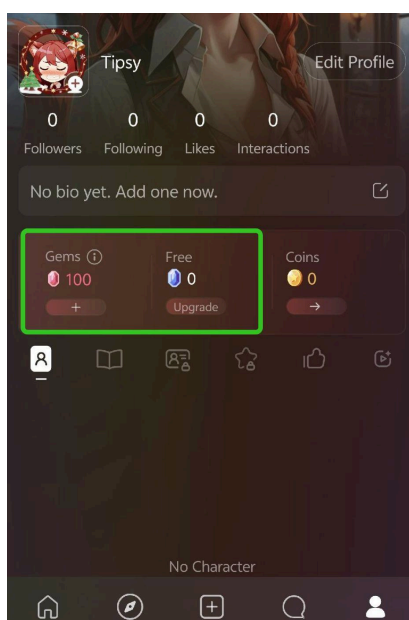 Tipsy
Edit Profile
0 0 0 0
Followers Following Likes Interactions
No bio yet. Add one now.
Gems Free Coins
100 0 0
+ Upgrade →
No Character